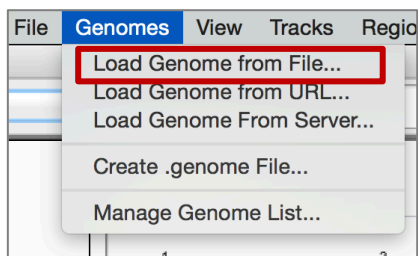 File Genomes View Tracks Regio
Load Genome from File...
Load Genome from URL...
Load Genome From Server...
Create .genome File...
Manage Genome List...